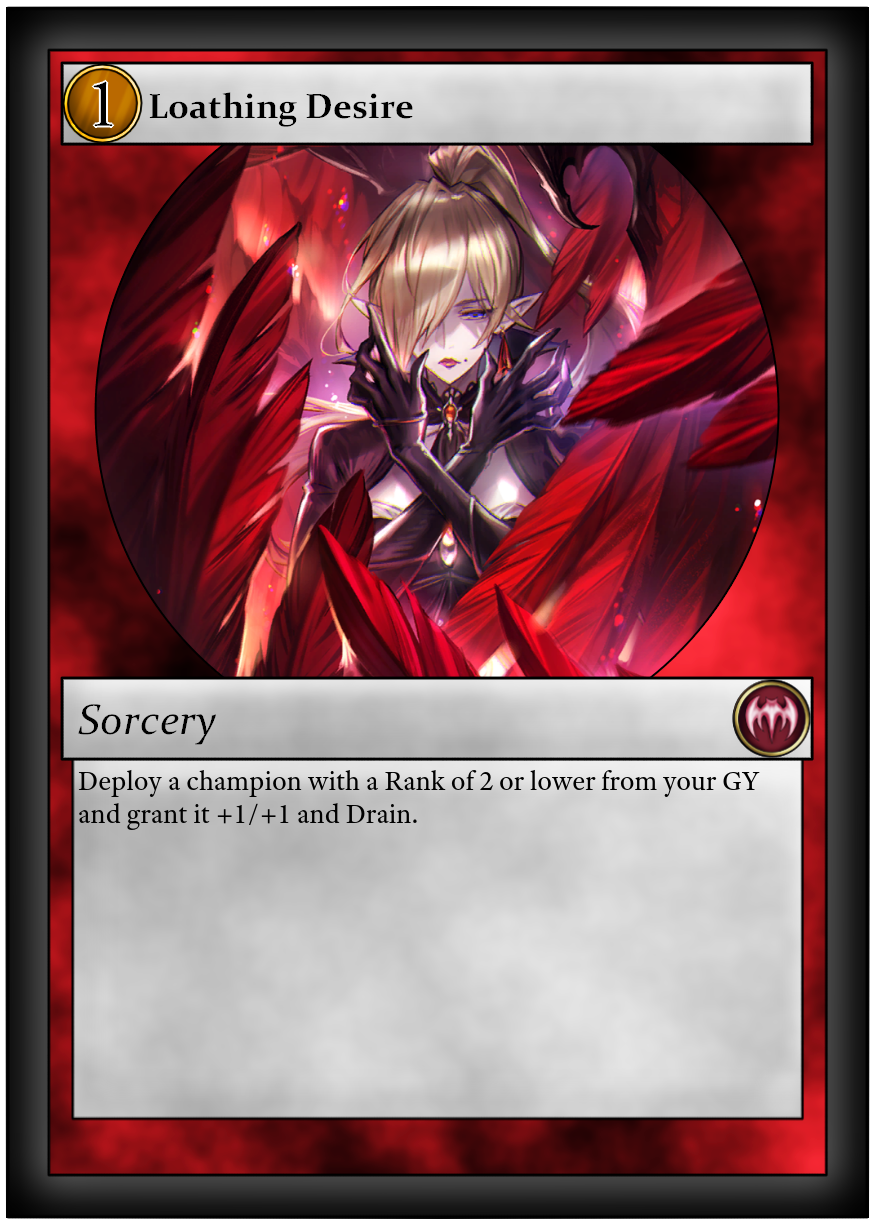 1 Loathing Desire
Sorcery
Deploy a champion with a Rank of 2 or lower from your GY
and grant it +1/+1 and Drain.